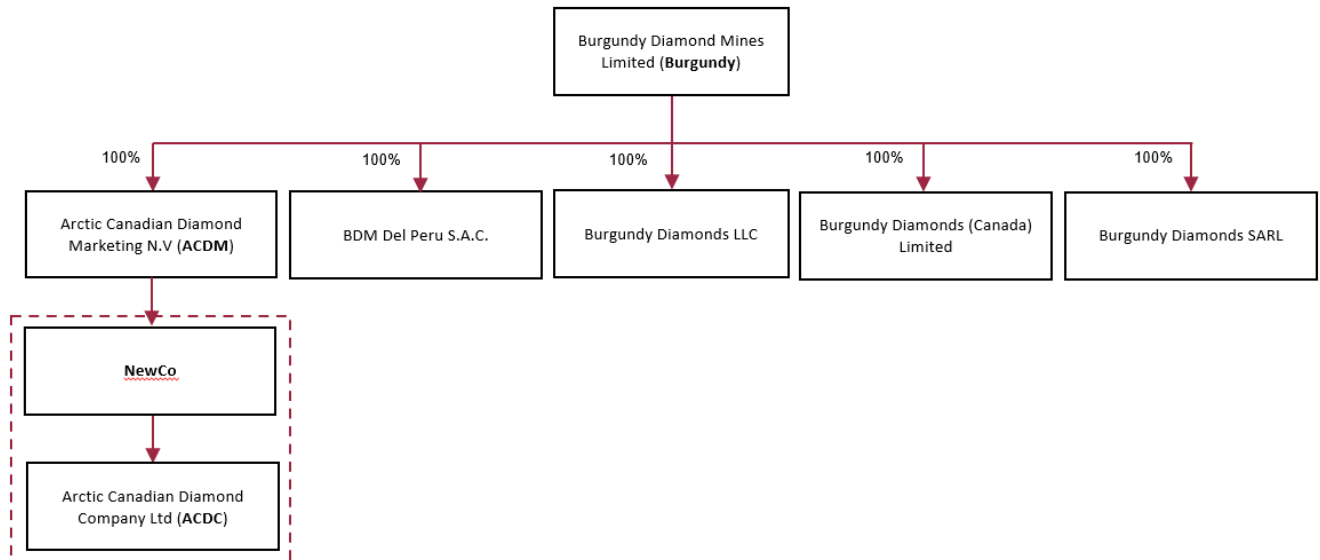 Burgundy Diamond Mines
Limited (Burgundy)
100%
100%
100%
100%
100%
Arctic Canadian Diamond
Marketing N.V (ACDM)
BDM Del Peru S.A.C.
Burgundy Diamonds LLC
Burgundy Diamonds (Canada)
Limited
Burgundy Diamonds SARL
NewCo
Arctic Canadian Diamond
Company Ltd (ACDC)